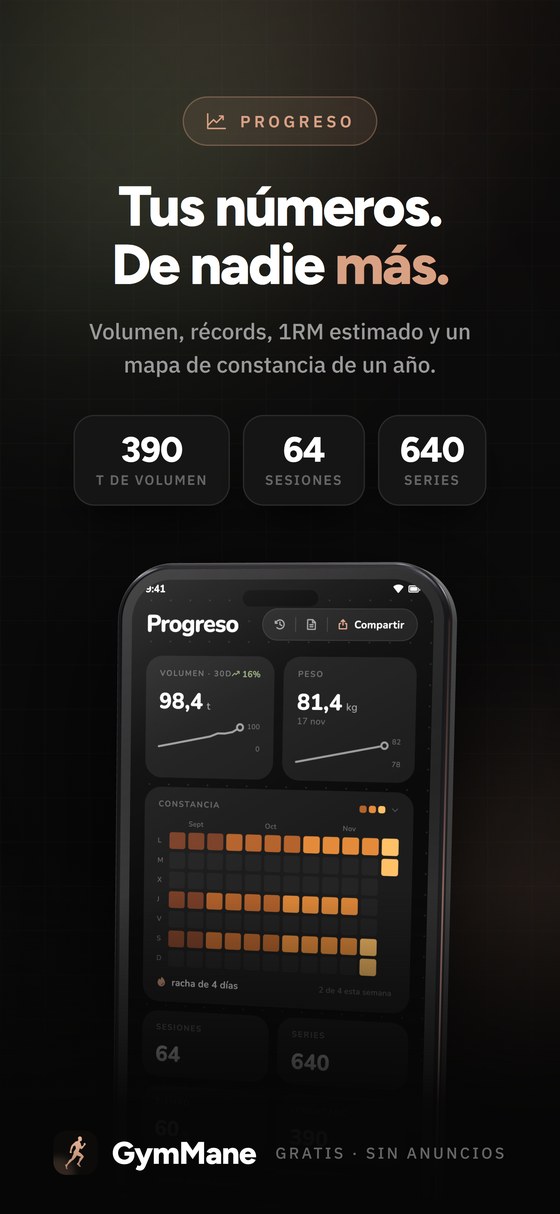 PROGRESO
Tus números.
De nadie más.
Volumen, récords, 1RM estimado y un
mapa de constancia de un año.
390
T DE VOLUMEN
64
SESIONES
640
SERIES
9:41
Progreso
Compartir
VOLUMEN · 30D 16%
98,4 t
100
0
PESO
81,4 kg
17 nov
82
78
CONSTANCIA
Sept Oct Nov
L
M
X
J
V
S
D
racha de 4 días
2 de 4 esta semana
SESIONES
64
SERIES
640
60
390
GymMane
GRATIS · SIN ANUNCIOS